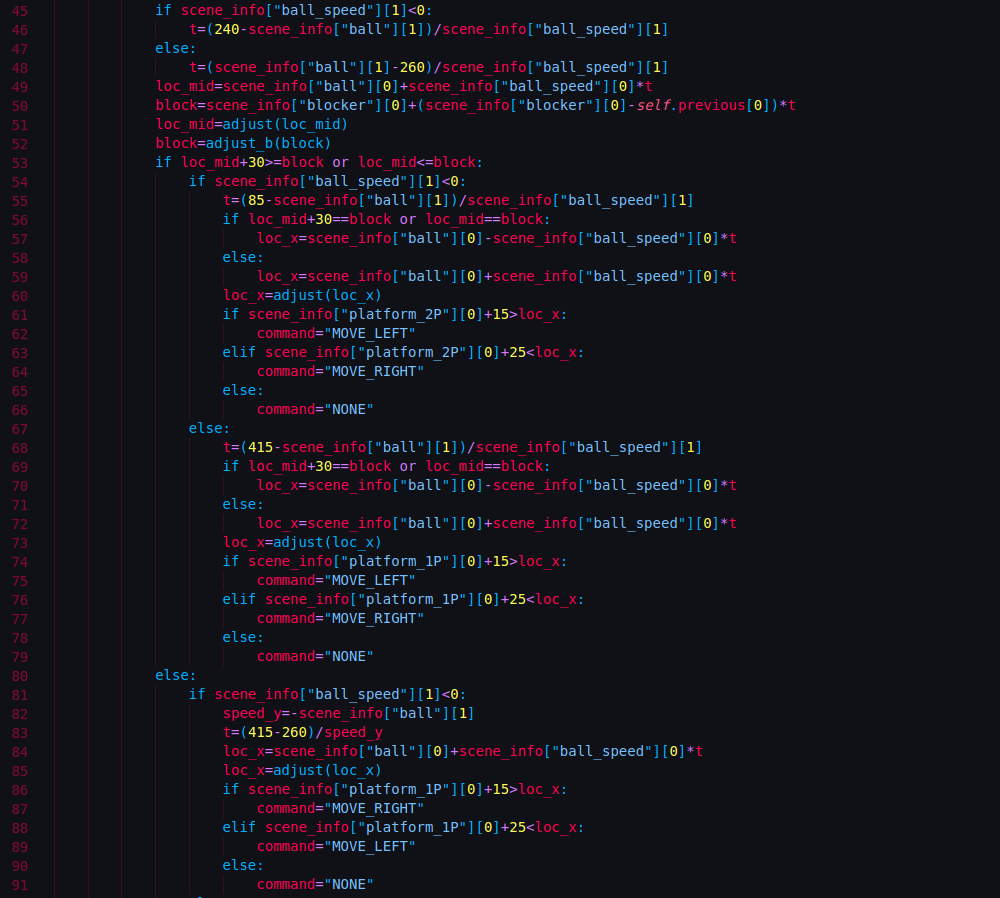 45 if scene_info["ball_speed"][1]<0:
46 t=(240-scene_info["ball"][1])/scene_info["ball_speed"][1]
47 else:
48 t=(scene_info["ball"][1]-260)/scene_info["ball_speed"][1]
49 loc_mid=scene_info["ball"][0]+scene_info["ball_speed"][0]*t
50 block=scene_info["blocker"][0]+(scene_info["blocker"][0]-self.previous[0])*t
51 loc_mid=adjust(loc_mid)
52 block=adjust_b(block)
53 if loc_mid+30>=block or loc_mid<=block:
54 if scene_info["ball_speed"][1]<0:
55 t=(85-scene_info["ball"][1])/scene_info["ball_speed"][1]
56 if loc_mid+30==block or loc_mid==block:
57 loc_x=scene_info["ball"][0]-scene_info["ball_speed"][0]*t
58 else:
59 loc_x=scene_info["ball"][0]+scene_info["ball_speed"][0]*t
60 loc_x=adjust(loc_x)
61 if scene_info["platform_2P"][0]+15>loc_x:
62 command="MOVE_LEFT"
63 elif scene_info["platform_2P"][0]+25<loc_x:
64 command="MOVE_RIGHT"
65 else:
66 command="NONE"
67 else:
68 t=(415-scene_info["ball"][1])/scene_info["ball_speed"][1]
69 if loc_mid+30==block or loc_mid==block:
70 loc_x=scene_info["ball"][0]-scene_info["ball_speed"][0]*t
71 else:
72 loc_x=scene_info["ball"][0]+scene_info["ball_speed"][0]*t
73 loc_x=adjust(loc_x)
74 if scene_info["platform_1P"][0]+15>loc_x:
75 command="MOVE_LEFT"
76 elif scene_info["platform_1P"][0]+25<loc_x:
77 command="MOVE_RIGHT"
78 else:
79 command="NONE"
80 else:
81 if scene_info["ball_speed"][1]<0:
82 speed_y=-scene_info["ball"][1]
83 t=(415-260)/speed_y
84 loc_x=scene_info["ball"][0]+scene_info["ball_speed"][0]*t
85 loc_x=adjust(loc_x)
86 if scene_info["platform_1P"][0]+15>loc_x:
87 command="MOVE_RIGHT"
88 elif scene_info["platform_1P"][0]+25<loc_x:
89 command="MOVE_LEFT"
90 else:
91 command="NONE"